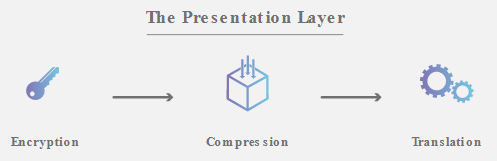 The Presentation Layer
Encryption
Compression
Translation